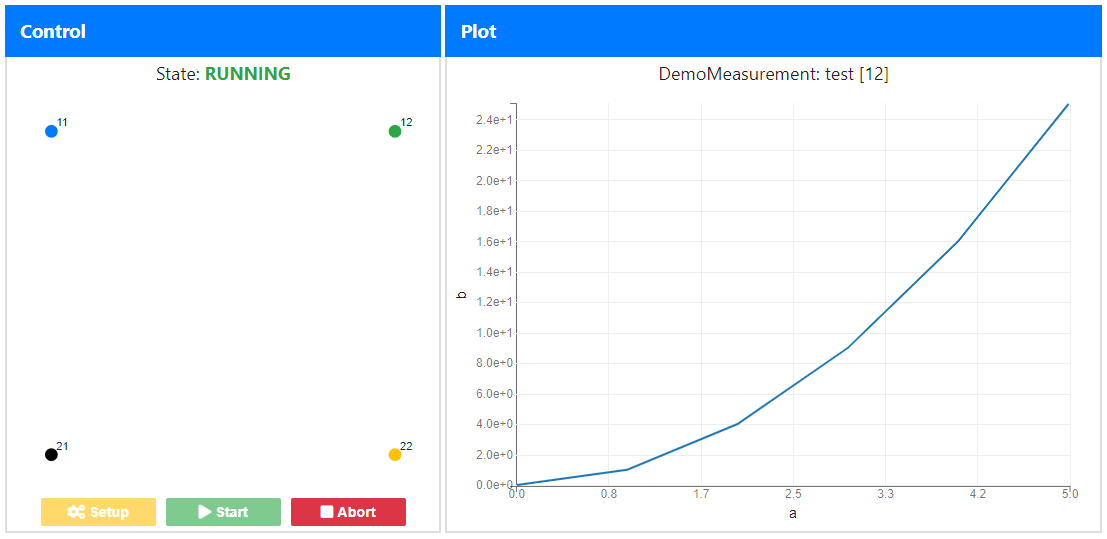 Control
State: RUNNING
11
12
21
22
Setup
Start
Abort
Plot
DemoMeasurement: test [12]
2.4e+1
2.2e+1
2.0e+1
1.8e+1
1.6e+1
1.4e+1
1.2e+1
1.0e+1
8.0e+0
6.0e+0
4.0e+0
2.0e+0
0.0e+0
b
0.0 0.8 1.7 2.5 3.3 4.2 5.0
a